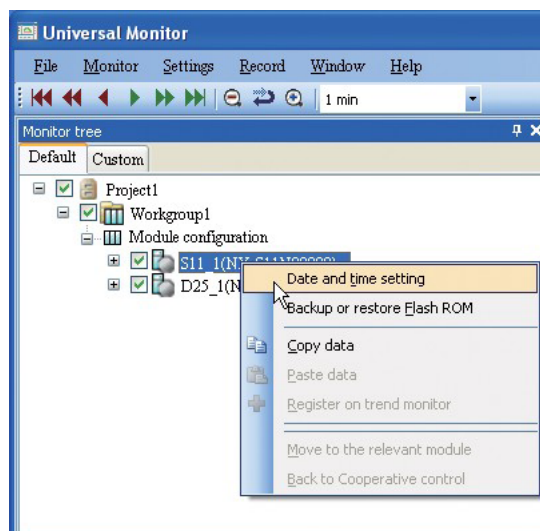 Universal Monitor
File Monitor Settings Record Window Help
1 min
Monitor tree
Default Custom
Project1
Workgroup1
Module configuration
S11_1(NX-S11N00000)
D25_1(N
Date and time setting
Backup or restore Flash ROM
Copy data
Paste data
Register on trend monitor
Move to the relevant module
Back to Cooperative control